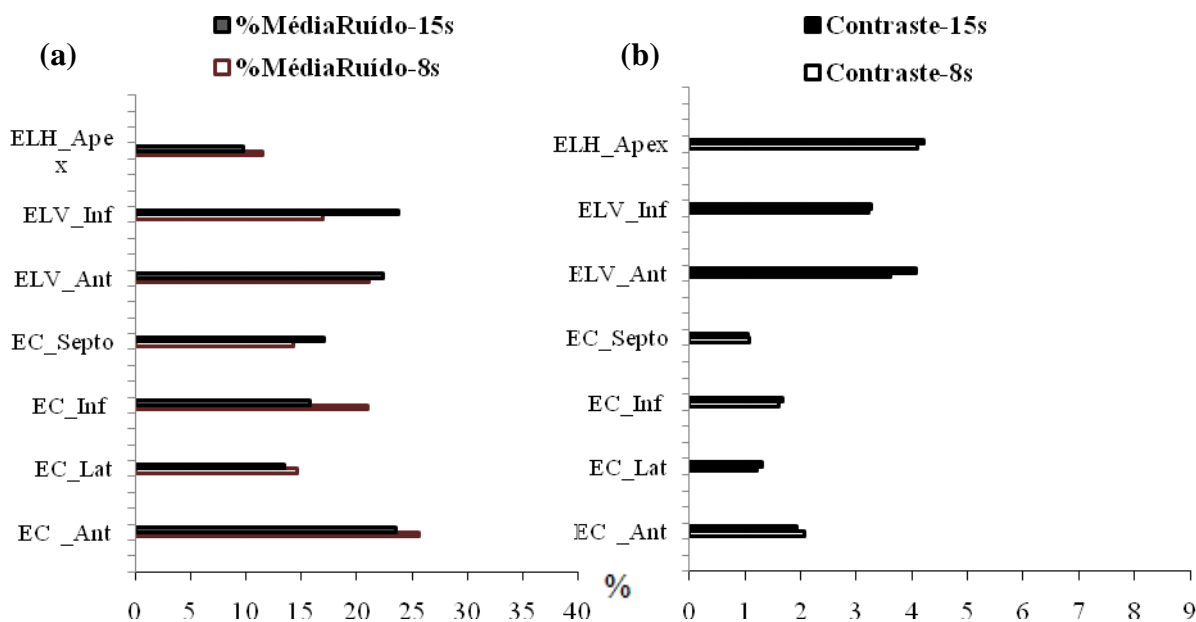 (a)
%MédiaRuído-15s
%MédiaRuído-8s
ELH_Ape
x
ELV_Inf
ELV_Ant
EC_Septo
EC_Inf
EC_Lat
EC _Ant
0 5 10 15 20 25 30 35 40
%
(b)
Contraste-15s
Contraste-8s
ELH_Apex
ELV_Inf
ELV_Ant
EC_Septo
EC_Inf
EC_Lat
EC _Ant
0 1 2 3 4 5 6 7 8 9